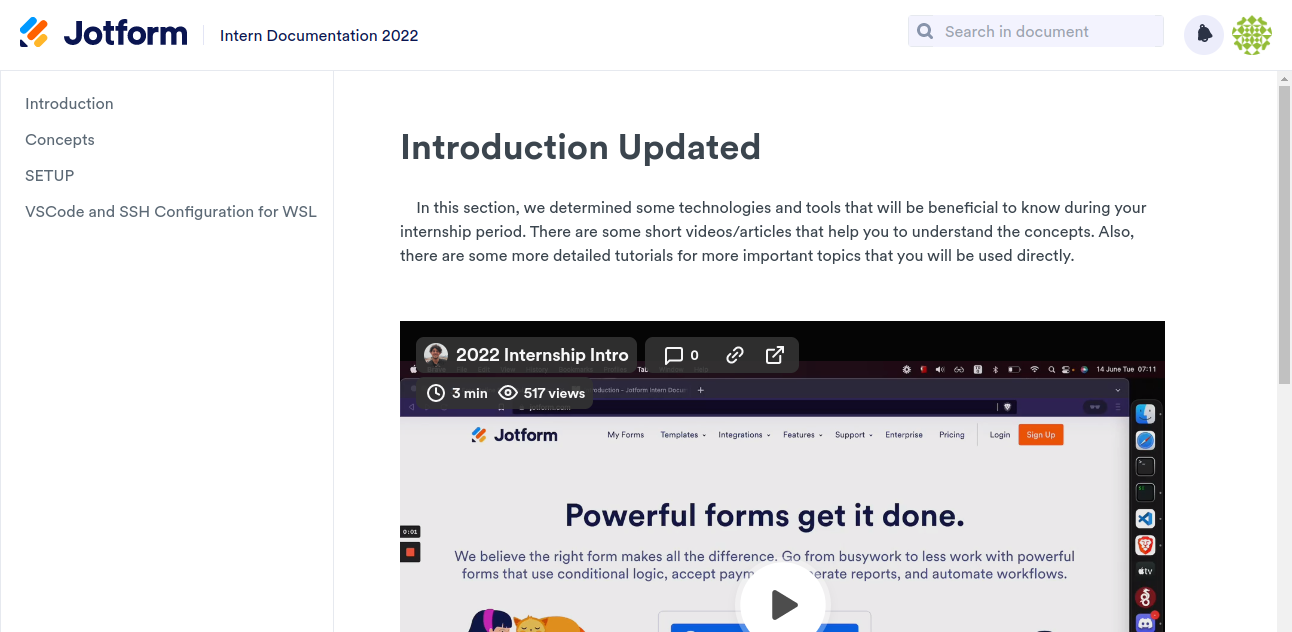 Jotform
Intern Documentation 2022
Search in document
Introduction
Concepts
SETUP
VSCode and SSH Configuration for WSL
Introduction Updated
In this section, we determined some technologies and tools that will be beneficial to know during your
internship period. There are some short videos/articles that help you to understand the concepts. Also,
there are some more detailed tutorials for more important topics that you will be used directly.
2022 Internship Intro
0
14 June Tue 07:11
3 min
517 views
Jotform
My Forms Templates Integrations Features Support Enterprise Pricing Login Sign Up
Powerful forms get it done.
0:01
We believe the right form makes all the difference. Go from busywork to less work with powerful
forms that use conditional logic, accept
reports, and automate workflows.
tv